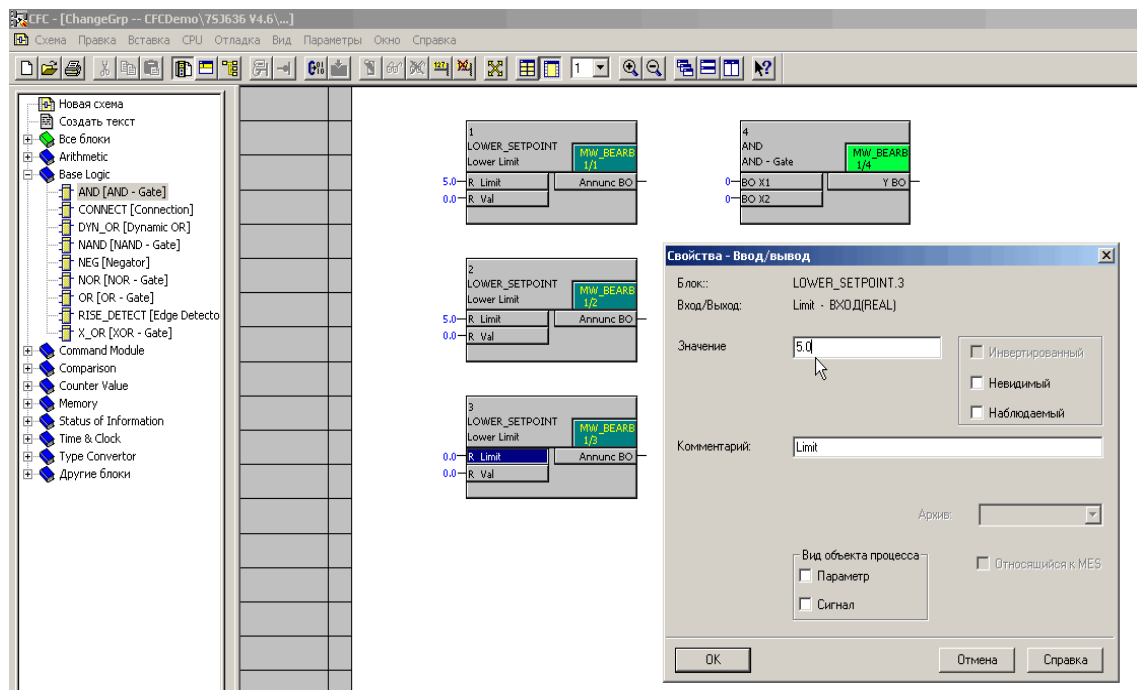 CFC - [ChangeGrp -- CFCDemo\7SJ636 V4.6\...]
Схема Правка Вставка CPU Отладка Вид Параметры Окно Справка
1
Новая схема
Создать текст
Все блоки
Arithmetic
Base Logic
AND [AND - Gate]
CONNECT [Connection]
DYN_OR [Dynamic OR]
NAND [NAND - Gate]
NEG [Negator]
NOR [NOR - Gate]
OR [OR - Gate]
RISE_DETECT [Edge Detecto
X_OR [XOR - Gate]
Command Module
Comparison
Counter Value
Memory
Status of Information
Time & Clock
Type Convertor
Другие блоки
1
LOWER_SETPOINT
Lower Limit
MW_BEARB
1/1
5.0 R Limit Annunc BO
0.0 R Val
4
AND
AND - Gate
MW_BEARB
1/4
0 BO X1 Y BO
0 BO X2
2
LOWER_SETPOINT
Lower Limit
MW_BEARB
1/2
5.0 R Limit Annunc BO
0.0 R Val
3
LOWER_SETPOINT
Lower Limit
MW_BEARB
1/3
0.0 R Limit Annunc BO
0.0 R Val
Свойства - Ввод/вывод
Блок:: LOWER_SETPOINT.3
Вход/Выход: Limit - ВХОД(REAL)
Значение 5.0
Инвертированный
Невидимый
Наблюдаемый
Комментарий: Limit
Архив:
Вид объекта процесса
Параметр
Сигнал
Относящийся к MES
OK Отмена Справка